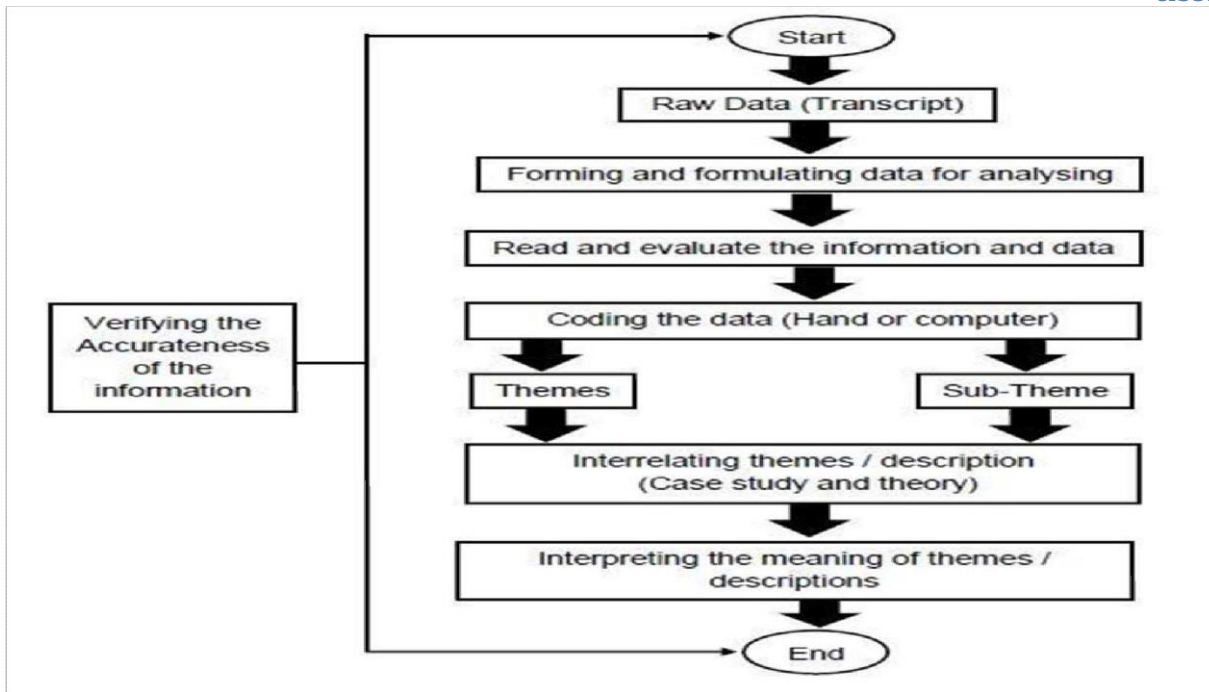 Start
Raw Data (Transcript)
Forming and formulating data for analysing
Read and evaluate the information and data
Verifying the
Accurateness
of the
information
Coding the data (Hand or computer)
Themes
Sub-Theme
Interrelating themes / description
(Case study and theory)
Interpreting the meaning of themes /
descriptions
End